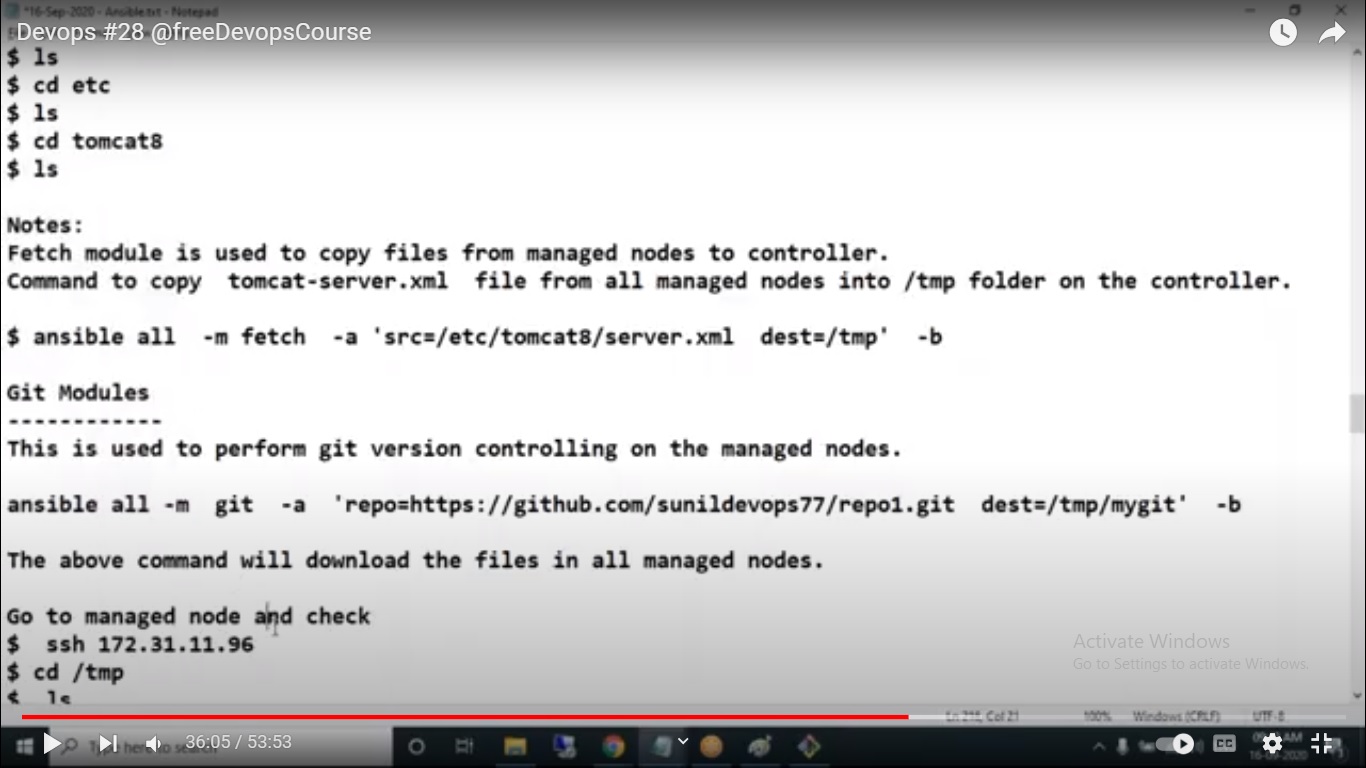 *16-Sep-2020 - Ansible.txt - Notepad
Devops #28 @freeDevopsCourse
$ ls
$ cd etc
$ ls
$ cd tomcat8
$ ls
Notes:
Fetch module is used to copy files from managed nodes to controller.
Command to copy tomcat-server.xml file from all managed nodes into /tmp folder on the controller.
$ ansible all -m fetch -a 'src=/etc/tomcat8/server.xml dest=/tmp' -b
Git Modules
------------
This is used to perform git version controlling on the managed nodes.
ansible all -m git -a 'repo=https://github.com/sunildevops77/repo1.git dest=/tmp/mygit' -b
The above command will download the files in all managed nodes.
Go to managed node and check
$ ssh 172.31.11.96
$ cd /tmp
$ ls
Activate Windows
Go to Settings to activate Windows.
Col 21 100% Windows (CRLF) UTF-8
Type here to search
36:05 / 53:53
CC
AM
16-09-2020